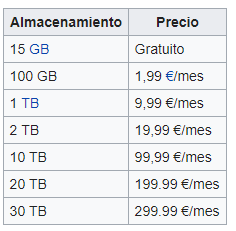 Almacenamiento Precio
15 GB Gratuito
100 GB 1,99 €/mes
1 TB 9,99 €/mes
2 TB 19,99 €/mes
10 TB 99,99 €/mes
20 TB 199.99 €/mes
30 TB 299.99 €/mes